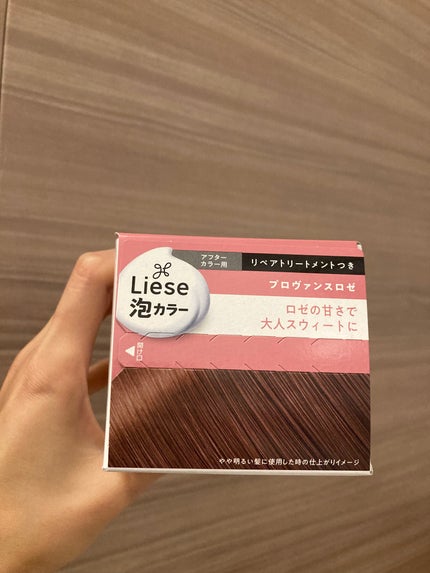 アフター
カラー用
リペアトリートメントつき
Liese
泡カラー
プロヴァンスロゼ
ロゼの甘さで
大人スウィートに
開け口
やや明るい髪に使用した時の仕上がりイメージ